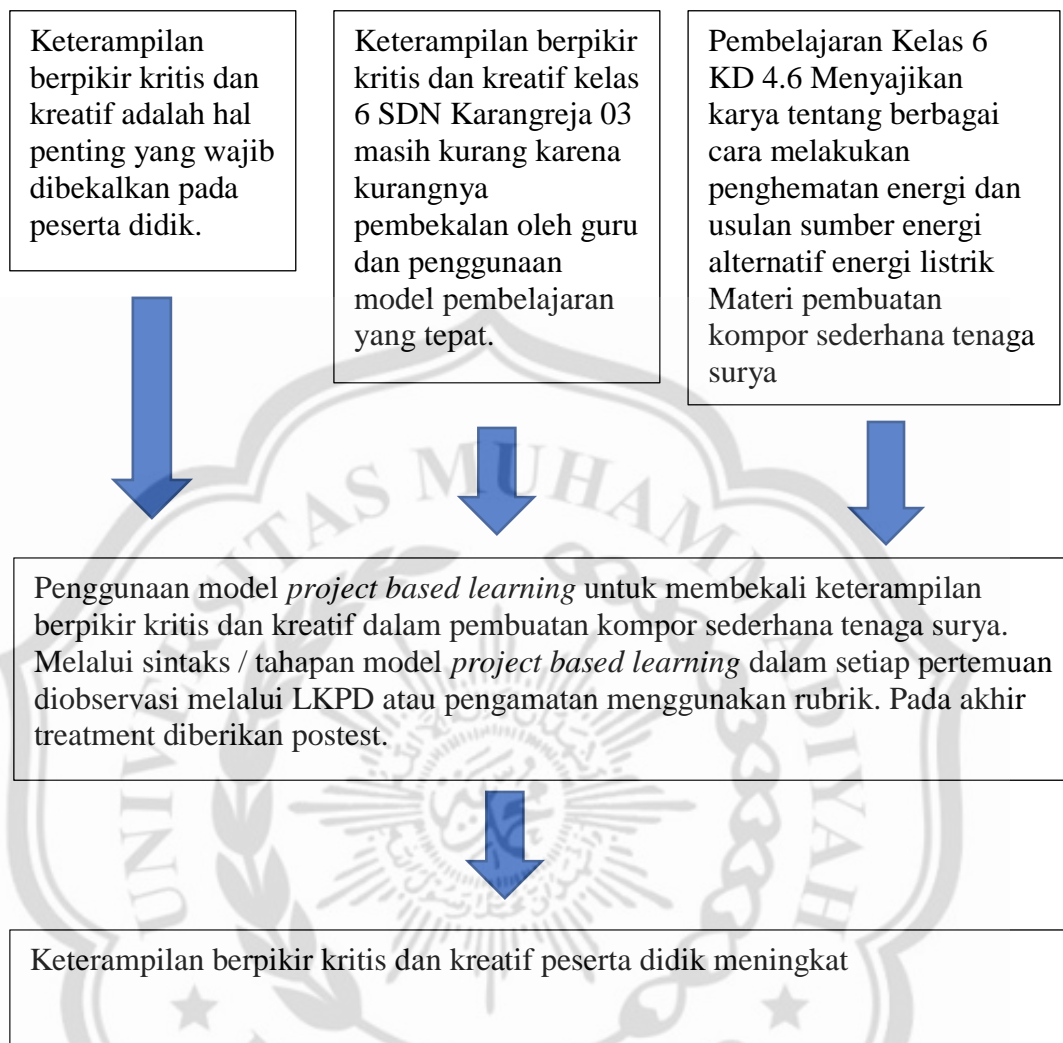 Keterampilan
berpikir kritis dan
kreatif adalah hal
penting yang wajib
dibekalkan pada
peserta didik.
Keterampilan berpikir
kritis dan kreatif kelas
6 SDN Karangreja 03
masih kurang karena
kurangnya
pembekalan oleh guru
dan penggunaan
model pembelajaran
yang tepat.
Pembelajaran Kelas 6
KD 4.6 Menyajikan
karya tentang berbagai
cara melakukan
penghematan energi dan
usulan sumber energi
alternatif energi listrik
Materi pembuatan
kompor sederhana tenaga
surya
UNIVERSITAS MUHAMMADIYAH
Penggunaan model project based learning untuk membekali keterampilan
berpikir kritis dan kreatif dalam pembuatan kompor sederhana tenaga surya.
Melalui sintaks / tahapan model project based learning dalam setiap pertemuan
diobservasi melalui LKPD atau pengamatan menggunakan rubrik. Pada akhir
treatment diberikan postest.
Keterampilan berpikir kritis dan kreatif peserta didik meningkat